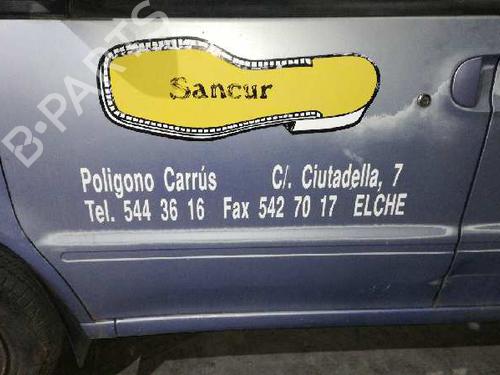 B-PARTS
Sancur
Poligono Carrús C/. Ciutadella, 7
Tel. 544 36 16 Fax 542 70 17 ELCHE